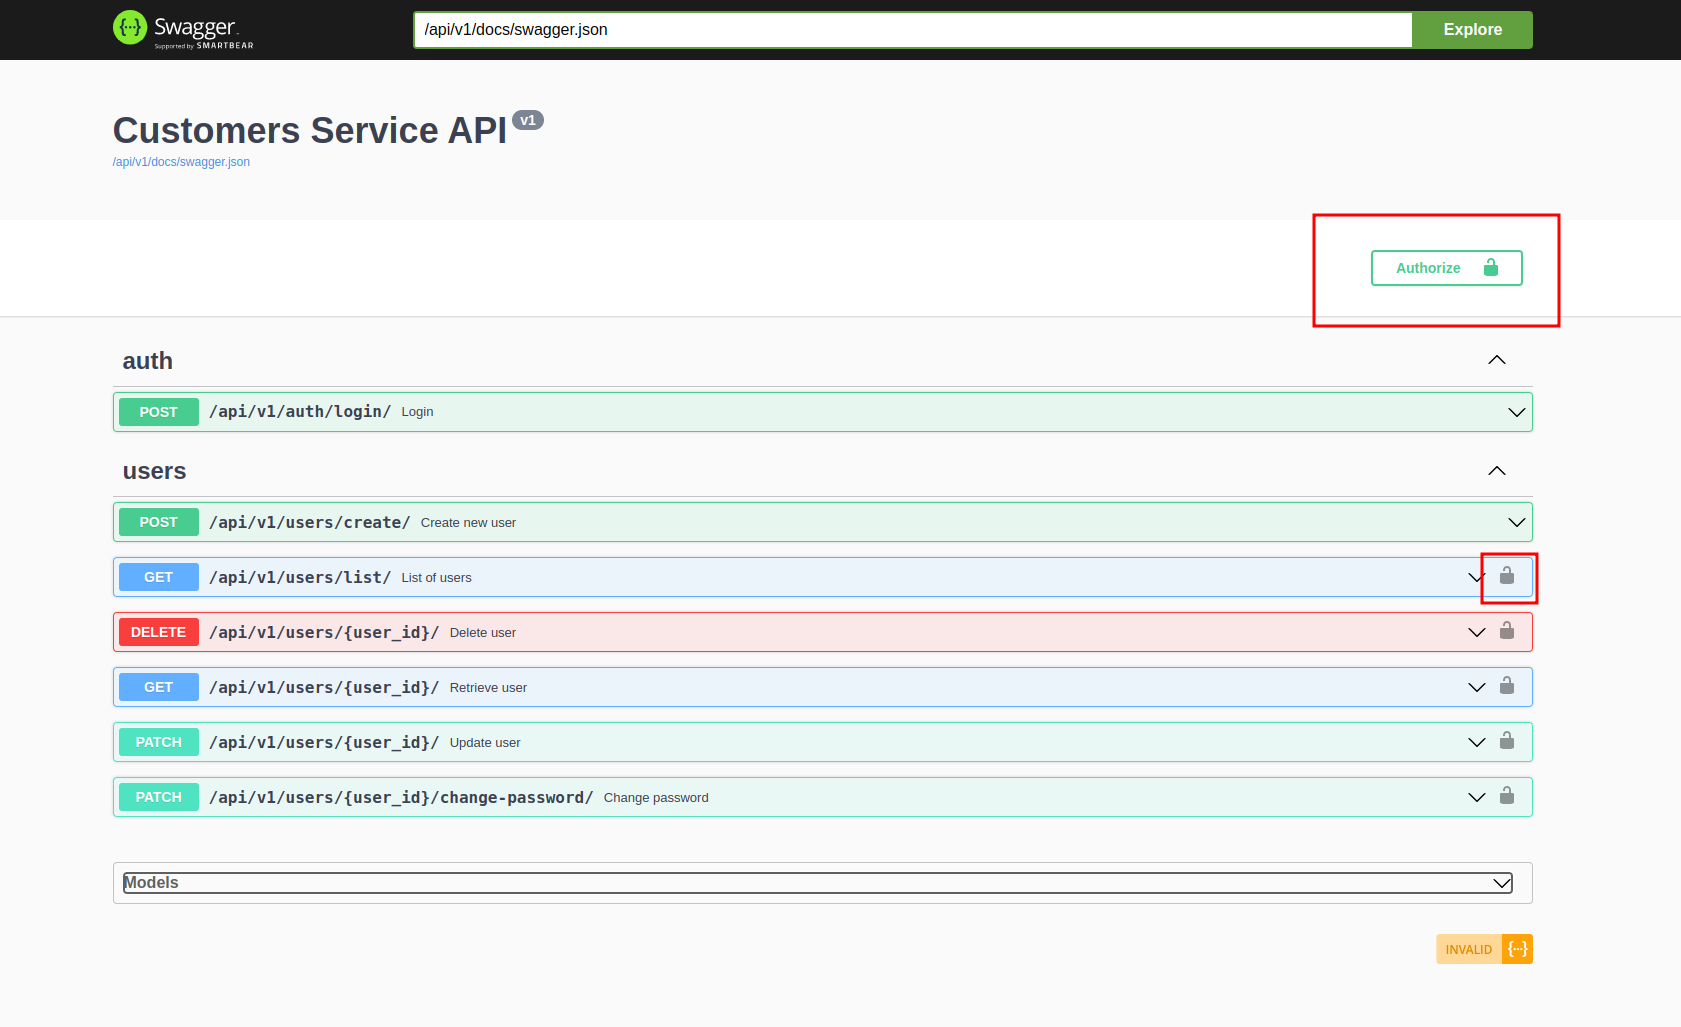 {...} Swagger
Supported by SMARTBEAR
/api/v1/docs/swagger.json
Explore
Customers Service API v1
/api/v1/docs/swagger.json
Authorize
auth
POST /api/v1/auth/login/ Login
users
POST /api/v1/users/create/ Create new user
GET /api/v1/users/list/ List of users
DELETE /api/v1/users/{user_id}/ Delete user
GET /api/v1/users/{user_id}/ Retrieve user
PATCH /api/v1/users/{user_id}/ Update user
PATCH /api/v1/users/{user_id}/change-password/ Change password
Models
INVALID {...}